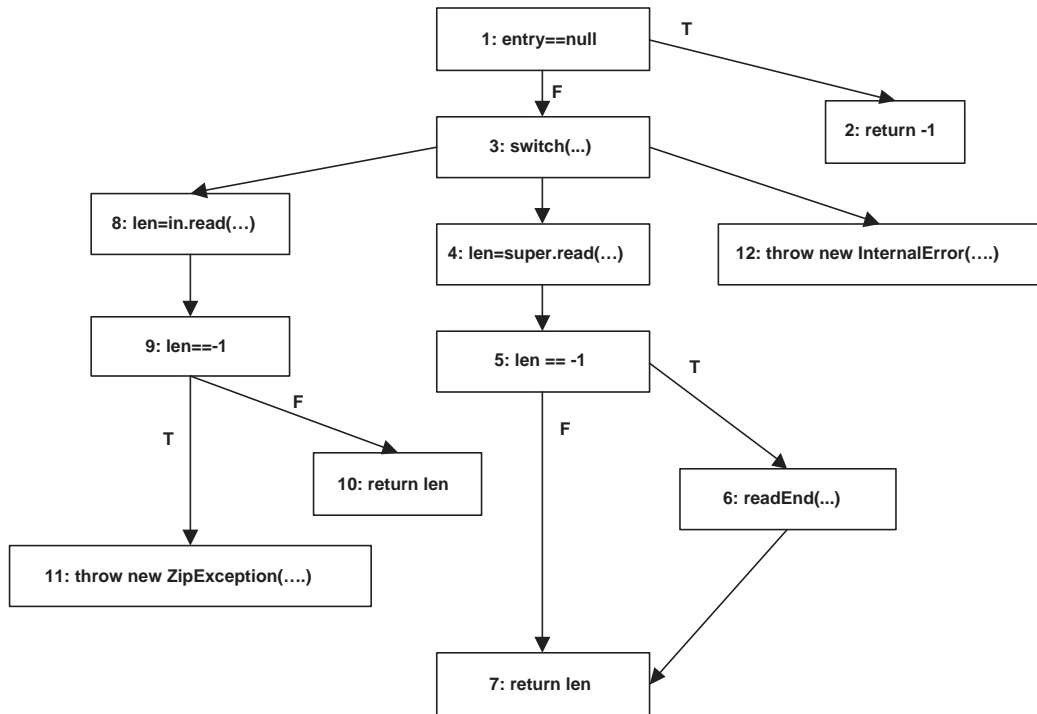 1: entry==null
T
F
2: return -1
3: switch(...)
8: len=in.read(…)
4: len=super.read(…)
12: throw new InternalError(….)
9: len==-1
5: len == -1
T
F
T
F
10: return len
6: readEnd(...)
11: throw new ZipException(….)
7: return len